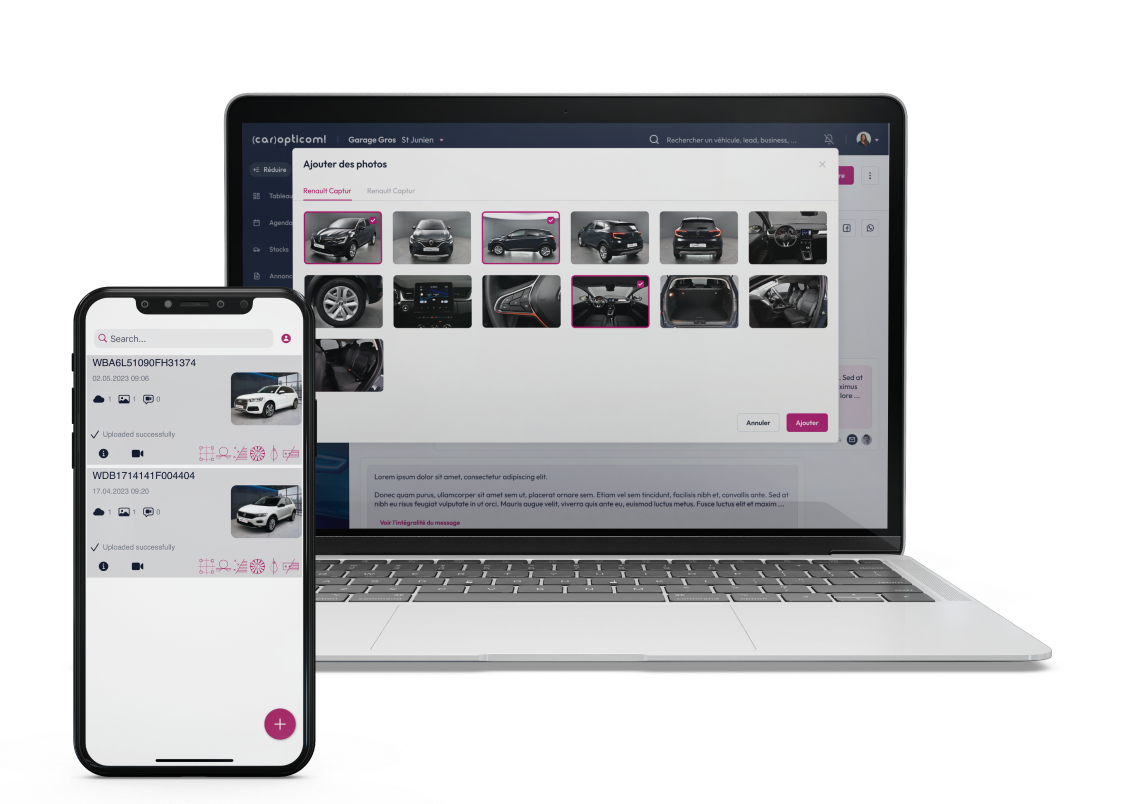 (car)opticom!
Garage Gros St Junien
Rechercher un véhicule, lead, business, ...
Réduire
Ajouter des photos
Renault Captur
Renault Captur
Tableau
Agenda
Stocks
Annonc
re
. Sed at
ximus
lore ...
Annuler
Ajouter
Lorem ipsum dolor sit amet, consectetur adipiscing elit.
Donec quam purus, ullamcorper sit amet sem ut, placerat ornare sem. Etiam vel sem tincidunt, facilisis nibh et, convallis ante. Sed at
nibh eu risus feugiat vulputate in ut orci. Mauris augue velit, viverra quis ante eu, euismod luctus metus. Fusce luctus elit et maxim ...
Voir l'intégralité du message
Search...
WBA6L51090FH31374
02.05.2023 09:06
1 1 0
Uploaded successfully
WDB1714141F004404
17.04.2023 09:20
1 1 0
Uploaded successfully